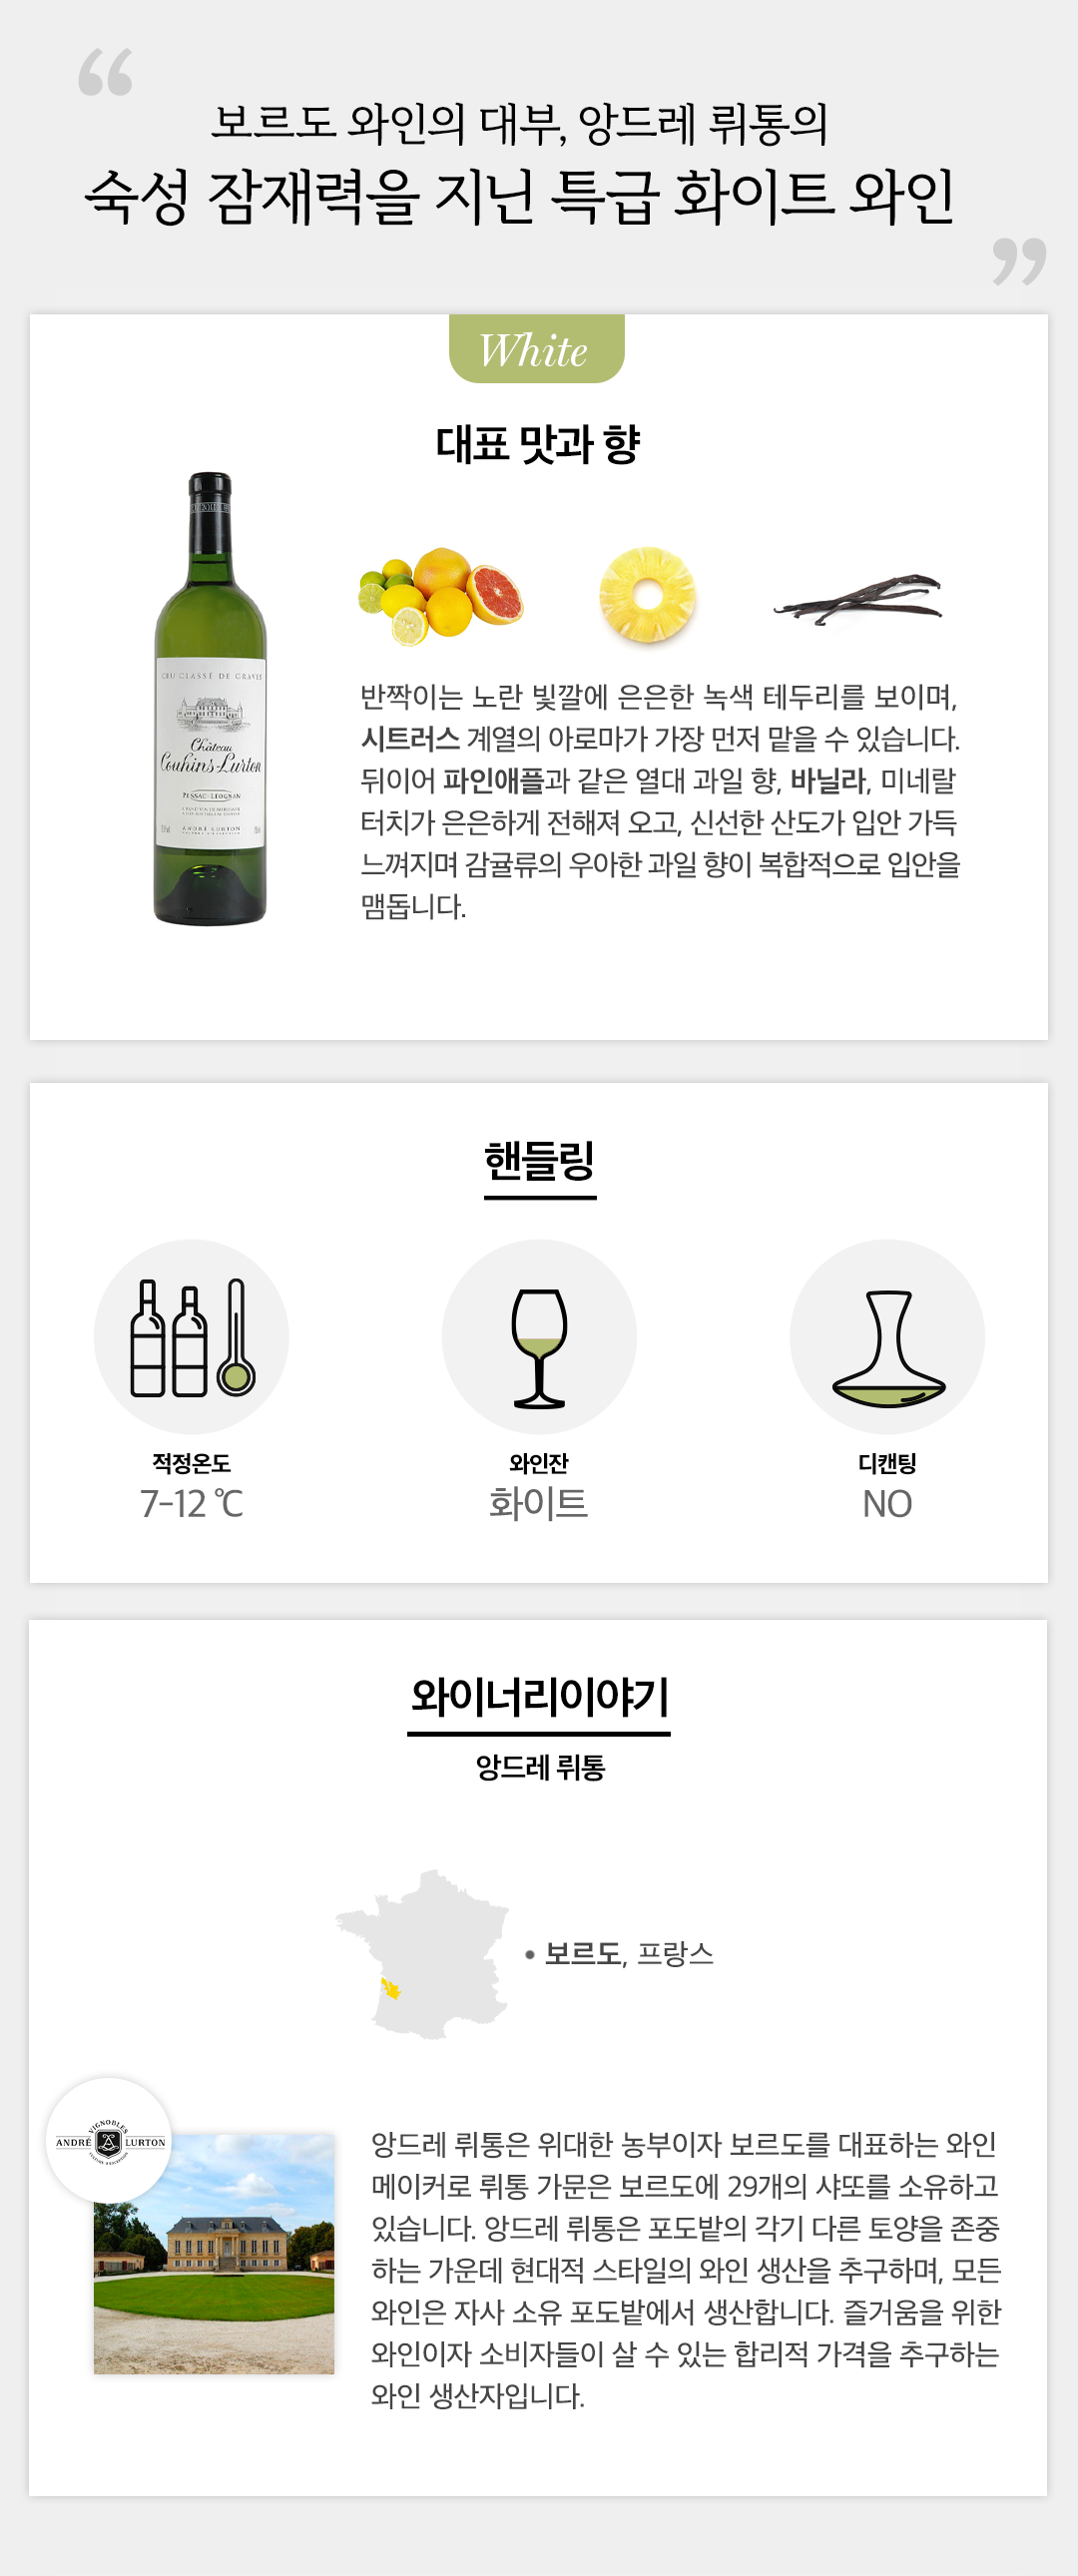 “
보르도 와인의 대부, 앙드레 뤼통의
숙성 잠재력을 지닌 특급 화이트 와인
”
White
대표 맛과 향
CRU CLASSÉ DE GRAVES
Château
Couhins-Lurton
PESSAC-LÉOGNAN
ANDRÉ LURTON
반짝이는 노란 빛깔에 은은한 녹색 테두리를 보이며,
시트러스 계열의 아로마가 가장 먼저 맡을 수 있습니다.
뒤이어 파인애플과 같은 열대 과일 향, 바닐라, 미네랄
터치가 은은하게 전해져 오고, 신선한 산도가 입안 가득
느껴지며 감귤류의 우아한 과일 향이 복합적으로 입안을
맴돕니다.
핸들링
적정온도
7-12 ℃
와인잔
화이트
디캔팅
NO
와이너리이야기
앙드레 뤼통
• 보르도, 프랑스
VIGNOBLES
ANDRÉ LURTON
앙드레 뤼통은 위대한 농부이자 보르도를 대표하는 와인
메이커로 뤼통 가문은 보르도에 29개의 샤또를 소유하고
있습니다. 앙드레 뤼통은 포도밭의 각기 다른 토양을 존중
하는 가운데 현대적 스타일의 와인 생산을 추구하며, 모든
와인은 자사 소유 포도밭에서 생산합니다. 즐거움을 위한
와인이자 소비자들이 살 수 있는 합리적 가격을 추구하는
와인 생산자입니다.